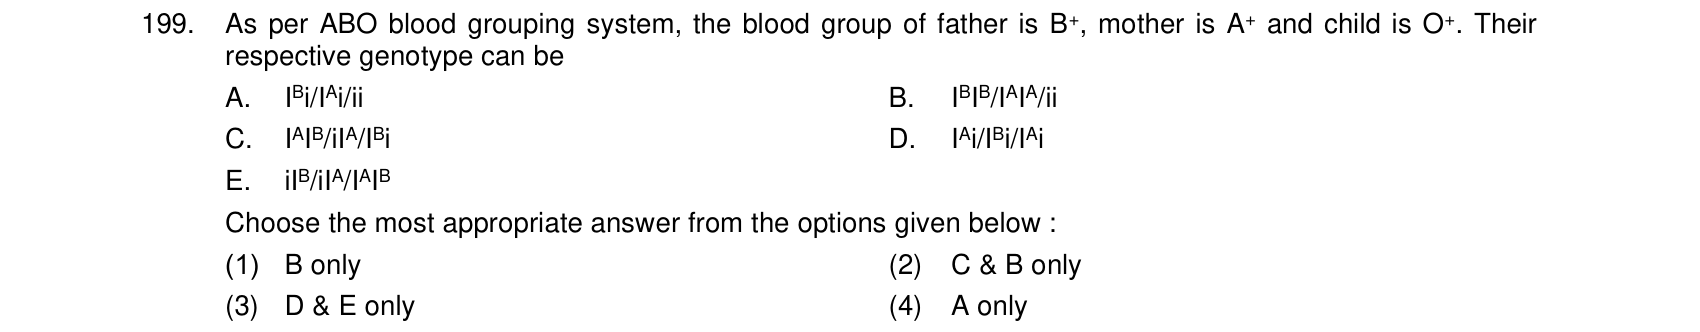 199. As per ABO blood grouping system, the blood group of father is B⁺, mother is A⁺ and child is O⁺. Their
respective genotype can be
A. Iᴮi/Iᴬi/ii B. IᴮIᴮ/IᴬIᴬ/ii
C. IᴬIᴮ/iIᴬ/Iᴮi D. Iᴬi/Iᴮi/Iᴬi
E. iIᴮ/iIᴬ/IᴬIᴮ
Choose the most appropriate answer from the options given below :
(1) B only (2) C & B only
(3) D & E only (4) A only